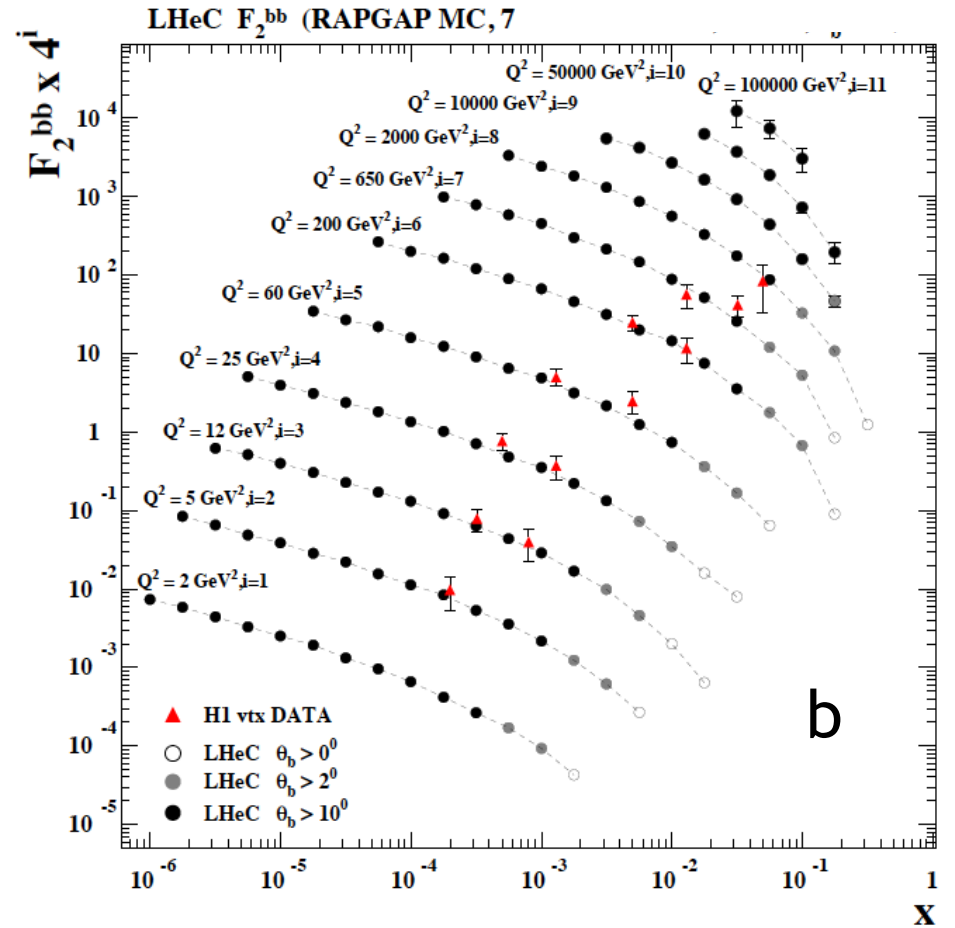 LHeC F₂ᵇᵇ (RAPGAP MC, 7
F₂ᵇᵇ x 4ⁱ
Q² = 50000 GeV²,i=10
Q² = 100000 GeV²,i=11
Q² = 10000 GeV²,i=9
Q² = 2000 GeV²,i=8
Q² = 650 GeV²,i=7
Q² = 200 GeV²,i=6
Q² = 60 GeV²,i=5
Q² = 25 GeV²,i=4
Q² = 12 GeV²,i=3
Q² = 5 GeV²,i=2
Q² = 2 GeV²,i=1
10⁴
10³
10²
10
1
10⁻¹
10⁻²
10⁻³
10⁻⁴
10⁻⁵
H1 vtx DATA
LHeC θ_b > 0⁰
LHeC θ_b > 2⁰
LHeC θ_b > 10⁰
b
10⁻⁶ 10⁻⁵ 10⁻⁴ 10⁻³ 10⁻² 10⁻¹ 1
x